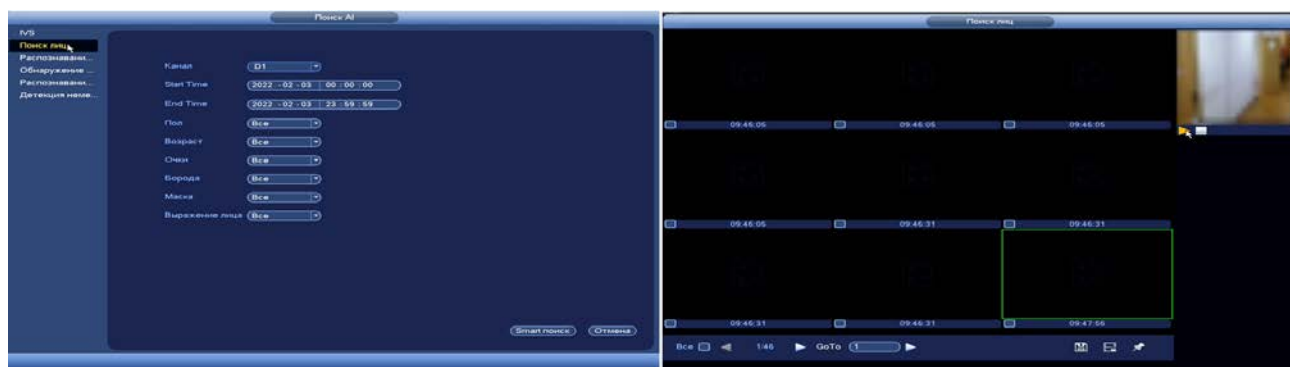 Поиск AI
IVS
Поиск лиц
Распознавани...
Обнаружение ...
Распознавани...
Детекция неме...
Канал D1
Start Time 2022 - 02 - 03 00 : 00 : 00
End Time 2022 - 02 - 03 23 : 59 : 59
Пол Все
Возраст Все
Очки Все
Борода Все
Маска Все
Выражение лица Все
Smart поиск Отмена
Поиск лиц
09:46:05 09:46:05 09:46:05
09:46:05 09:46:31 09:46:31
09:46:31 09:46:31 09:47:56
Все 1/46 GoTo 1